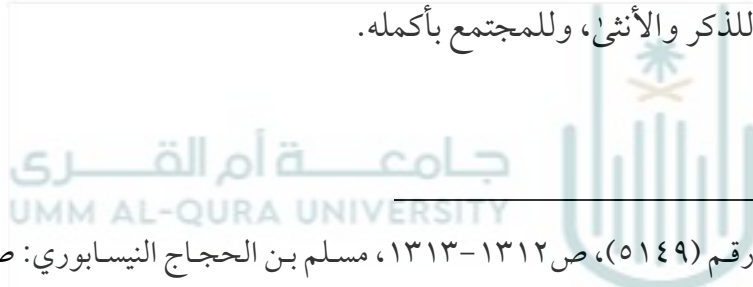 للذكر والأنثىٰ، وللمجتمع بأكمله.
جامعة أم القرى
UMM AL-QURA UNIVERSITY
رقم (٥١٤٩)، ص١٣١٢-١٣١٣، مسلم بن الحجاج النيسابوري: